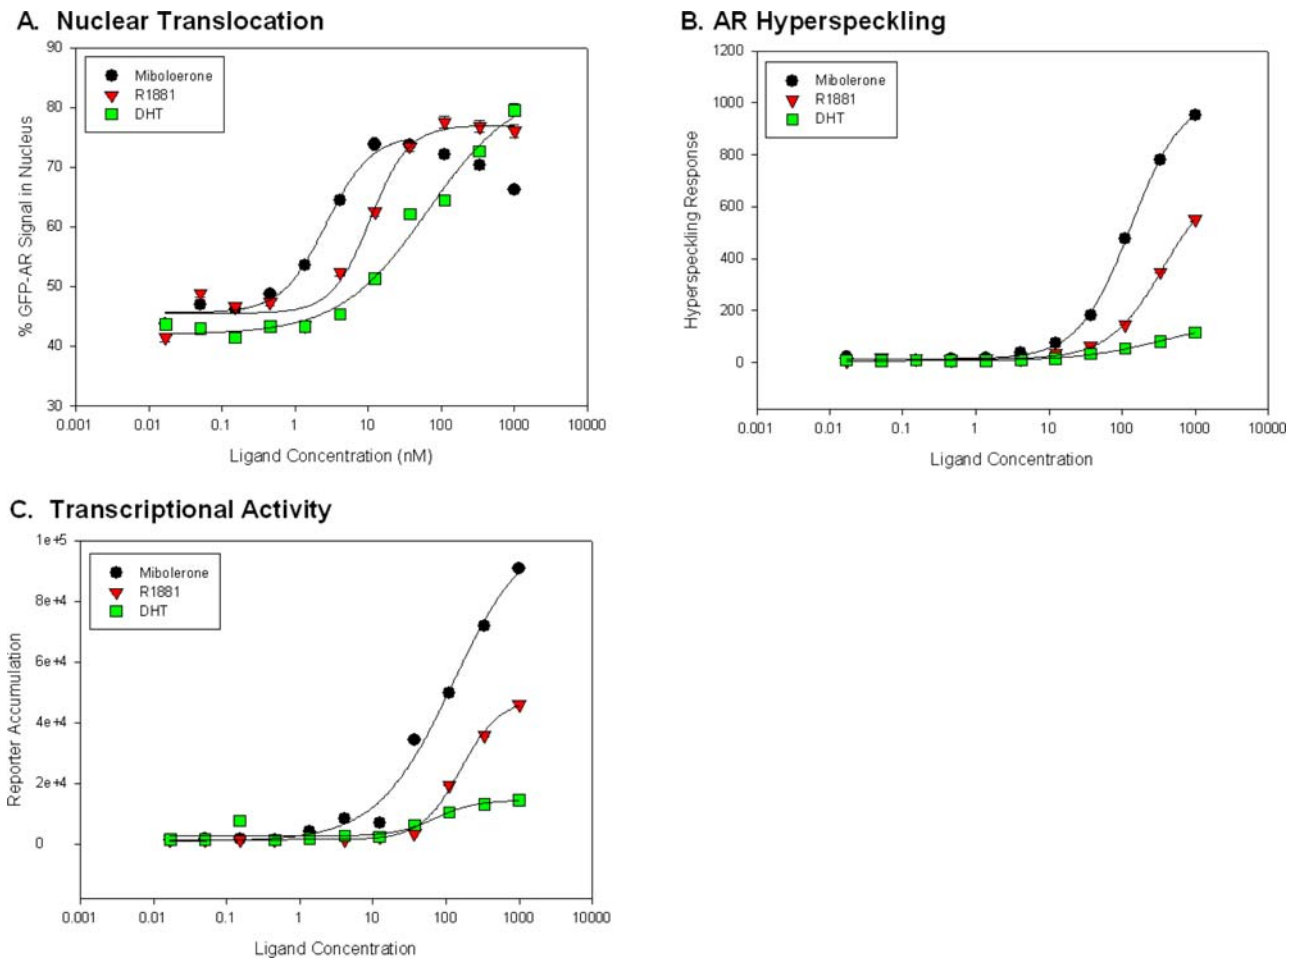 A. Nuclear Translocation
90
80
70
60
50
40
30
% GFP-AR Signal in Nucleus
Miboloerone
R1881
DHT
0.001 0.01 0.1 1 10 100 1000 10000
Ligand Concentration (nM)
B. AR Hyperspeckling
1200
1000
800
600
400
200
0
Hyperspeckling Response
Mibolerone
R1881
DHT
0.001 0.01 0.1 1 10 100 1000 10000
Ligand Concentration
C. Transcriptional Activity
1e+5
8e+4
6e+4
4e+4
2e+4
0
Reporter Accumulation
Mibolerone
R1881
DHT
0.001 0.01 0.1 1 10 100 1000 10000
Ligand Concentration